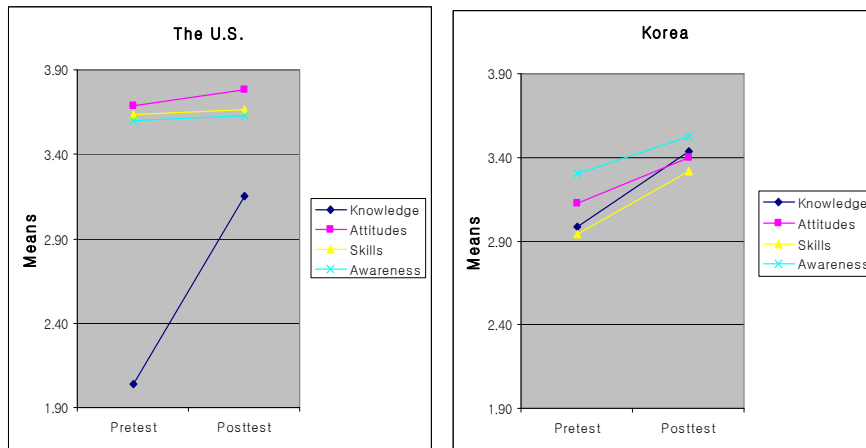 The U.S.
3.90
3.40
2.90
2.40
1.90
Means
Pretest Posttest
Knowledge
Attitudes
Skills
Awareness
Korea
3.90
3.40
2.90
2.40
1.90
Means
Pretest Posttest
Knowledge
Attitudes
Skills
Awareness